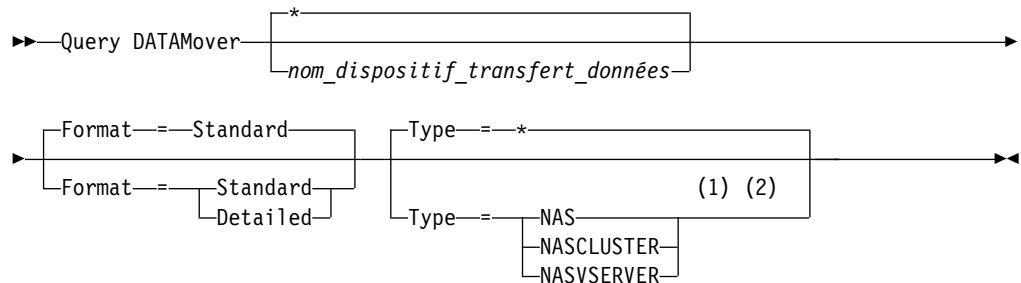 *
Query DATAMover
nom_dispositif_transfert_données
Format = Standard
Type = *
Format = Standard
Detailed
(1) (2)
Type = NAS
NASCLUSTER
NASVSERVER